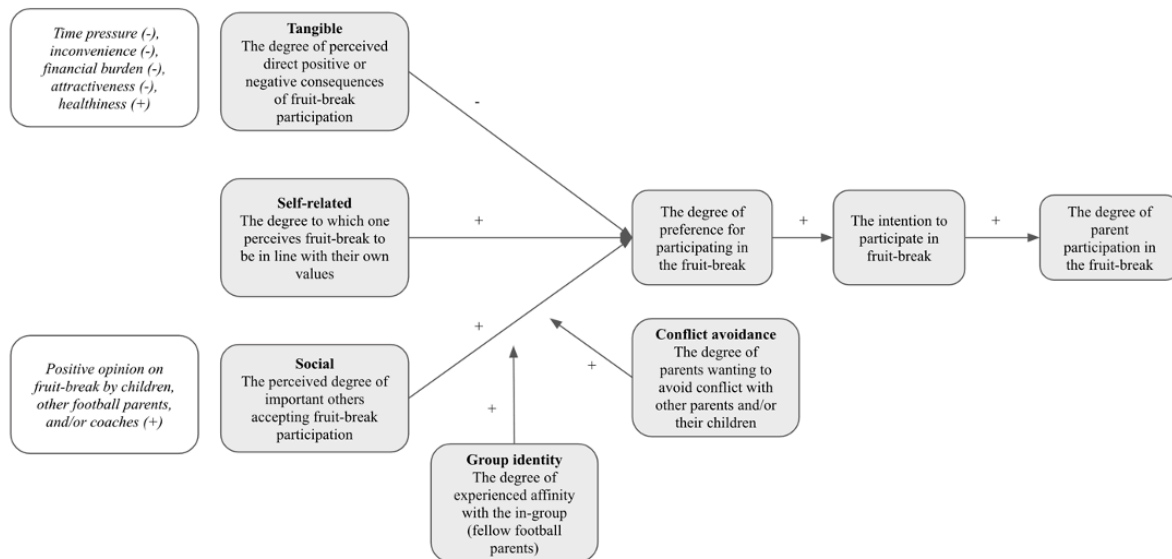 Time pressure (-),
inconvenience (-),
financial burden (-),
attractiveness (-),
healthiness (+)
Tangible
The degree of perceived
direct positive or
negative consequences
of fruit-break
participation
-
Self-related
The degree to which one
perceives fruit-break to
be in line with their own
values
+
The degree of
preference for
participating in
the fruit-break
+
The intention to
participate in
fruit-break
+
The degree of
parent
participation in
the fruit-break
Positive opinion on
fruit-break by children,
other football parents,
and/or coaches (+)
Social
The perceived degree of
important others
accepting fruit-break
participation
+
Conflict avoidance
The degree of
parents wanting to
avoid conflict with
other parents and/or
their children
+
Group identity
The degree of
experienced affinity
with the in-group
(fellow football
parents)
+